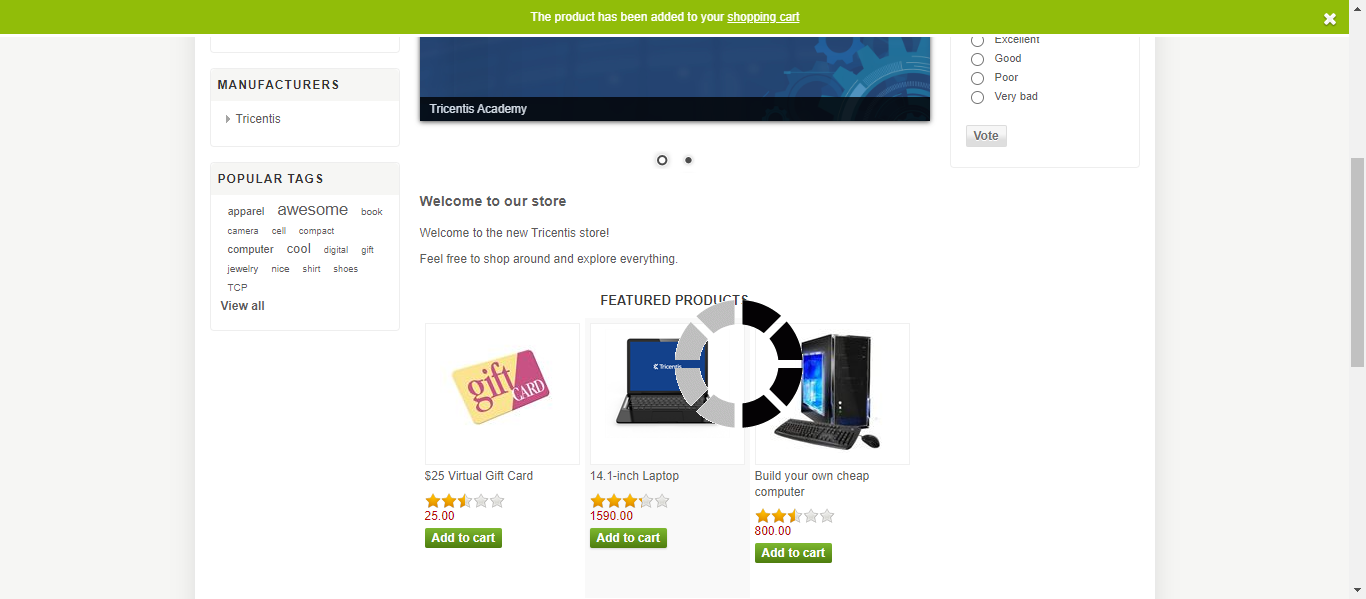 The product has been added to your shopping cart
MANUFACTURERS
Tricentis
POPULAR TAGS
apparel awesome book
camera cell compact
computer cool digital gift
jewelry nice shirt shoes
TCP
View all
Tricentis Academy
Welcome to our store
Welcome to the new Tricentis store!
Feel free to shop around and explore everything.
FEATURED PRODUCTS
gift CARD
$25 Virtual Gift Card
25.00
Add to cart
Tricentis
14.1-inch Laptop
1590.00
Add to cart
Build your own cheap
computer
800.00
Add to cart
Excellent
Good
Poor
Very bad
Vote